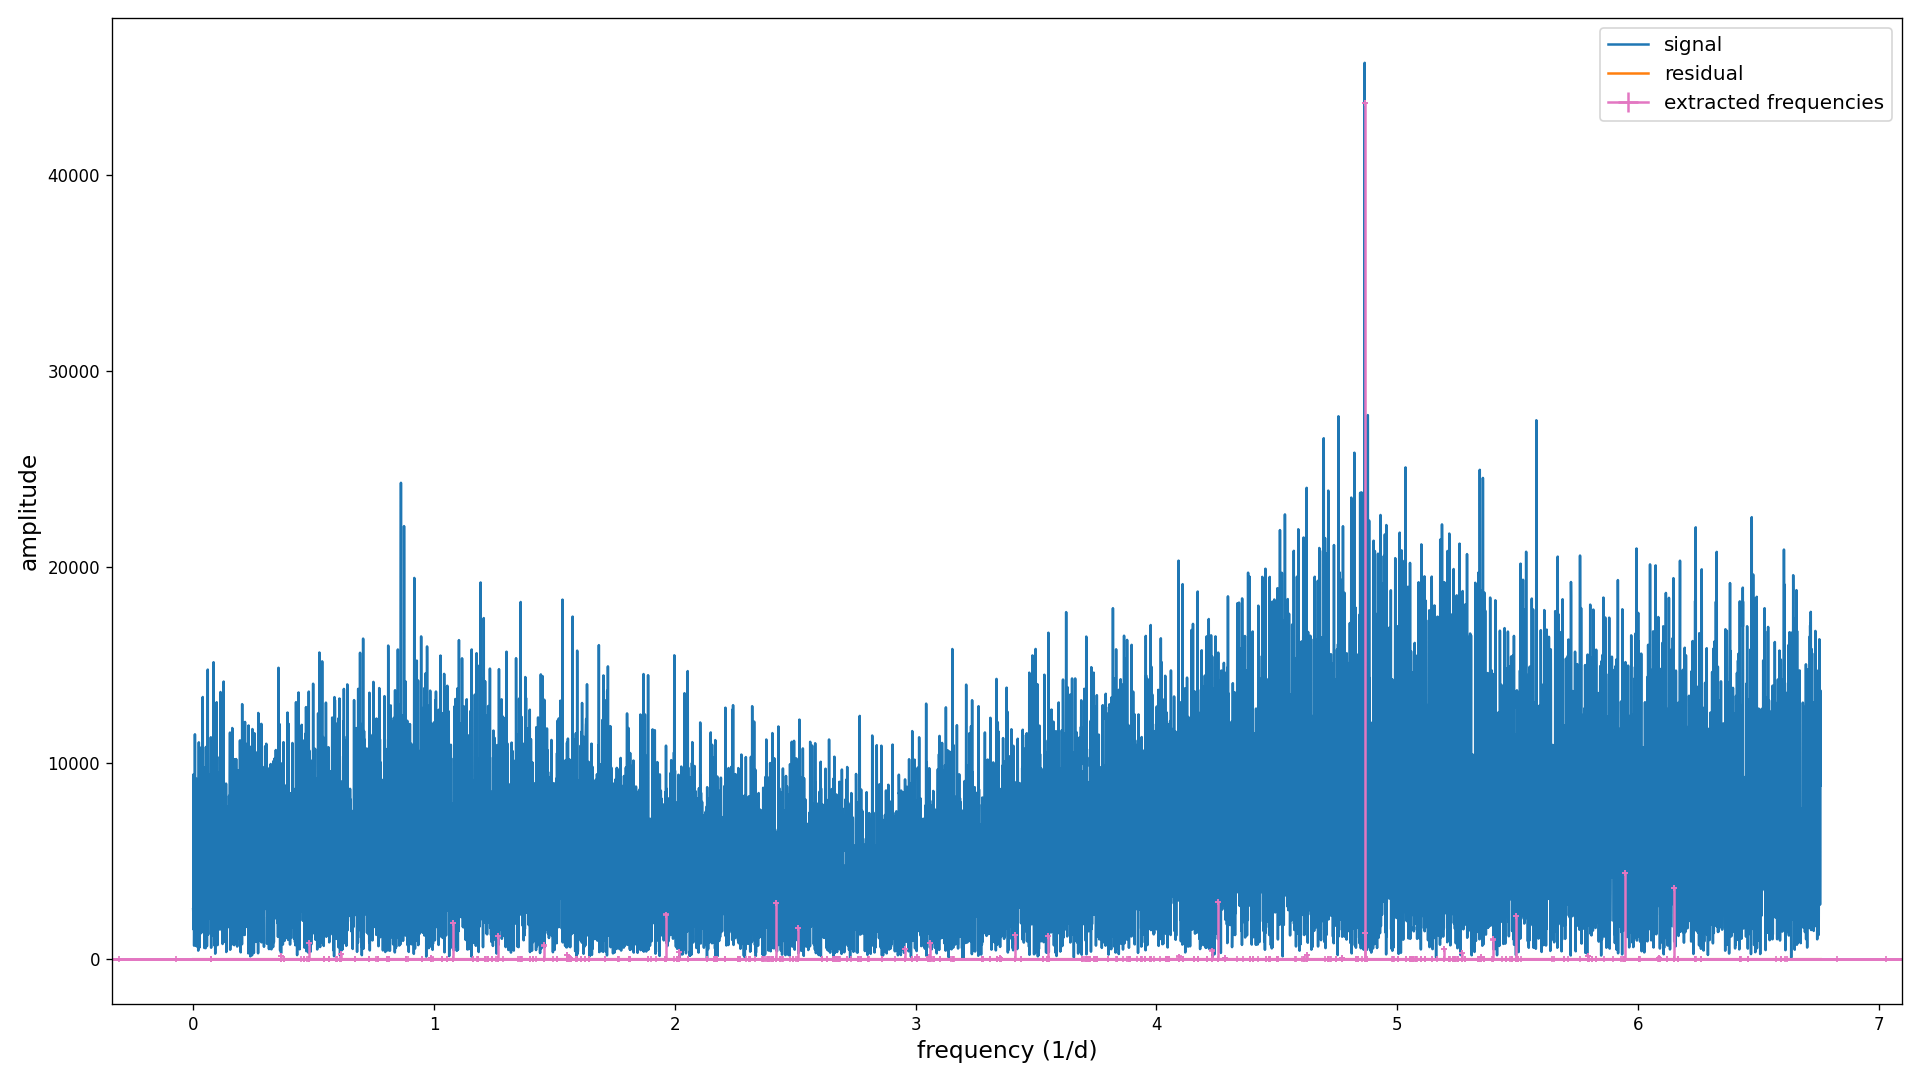 signal
residual
extracted frequencies
amplitude
40000
30000
20000
10000
0
0 1 2 3 4 5 6 7
frequency (1/d)